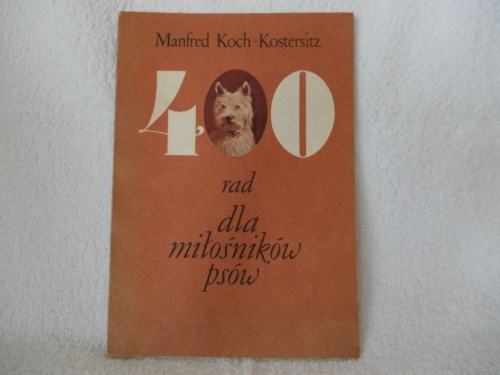 Manfred Koch-Kostersitz
400
rad
dla
miłośników
psów